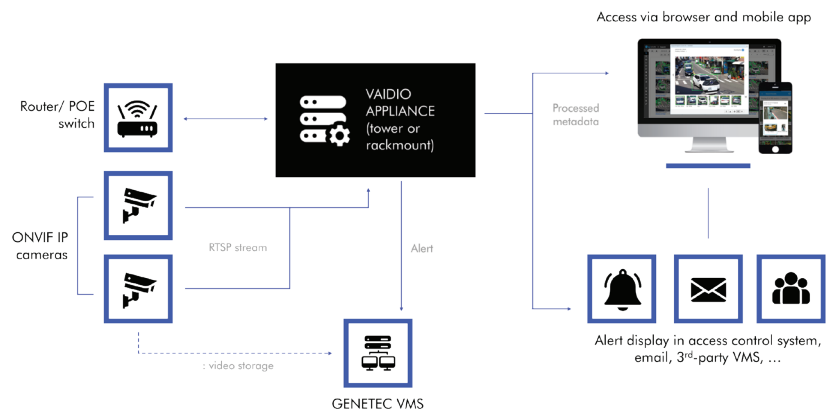 Access via browser and mobile app
VAIDIO
APPLIANCE
(tower or
rackmount)
Router/ POE
switch
Processed
metadata
ONVIF IP
cameras
RTSP stream
Alert
Alert display in access control system,
email, 3rd-party VMS, ...
: video storage
GENETEC VMS